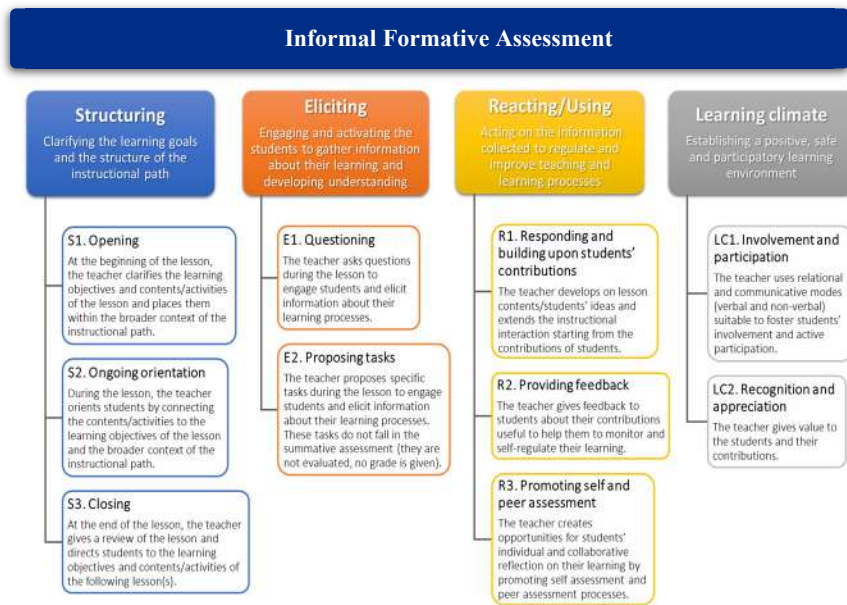 Informal Formative Assessment
Structuring
Clarifying the learning goals
and the structure of the
instructional path
S1. Opening
At the beginning of the lesson,
the teacher clarifies the learning
objectives and contents/activities
of the lesson and places them
within the broader context of the
instructional path.
S2. Ongoing orientation
During the lesson, the teacher
orients students by connecting
the contents/activities to the
learning objectives of the lesson
and the broader context of the
instructional path.
S3. Closing
At the end of the lesson, the teacher
gives a review of the lesson and
directs students to the learning
objectives and contents/activities of
the following lesson(s).
Eliciting
Engaging and activating the
students to gather information
about their learning and
developing understanding
E1. Questioning
The teacher asks questions
during the lesson to
engage students and elicit
information about their
learning processes.
E2. Proposing tasks
The teacher proposes specific
tasks during the lesson to engage
students and elicit information
about their learning processes.
These tasks do not fall in the
summative assessment (they are
not evaluated, no grade is given).
Reacting/Using
Acting on the information
collected to regulate and
improve teaching and
learning processes
R1. Responding and
building upon students'
contributions
The teacher develops on lesson
contents/students' ideas and
extends the instructional
interaction starting from the
contributions of students.
R2. Providing feedback
The teacher gives feedback to
students about their contributions
useful to help them to monitor and
self-regulate their learning.
R3. Promoting self and
peer assessment
The teacher creates
opportunities for students'
individual and collaborative
reflection on their learning by
promoting self assessment and
peer assessment processes.
Learning climate
Establishing a positive, safe
and participatory learning
environment
LC1. Involvement and
participation
The teacher uses relational
and communicative modes
(verbal and non-verbal)
suitable to foster students'
involvement and active
participation.
LC2. Recognition and
appreciation
The teacher gives value to
the students and their
contributions.